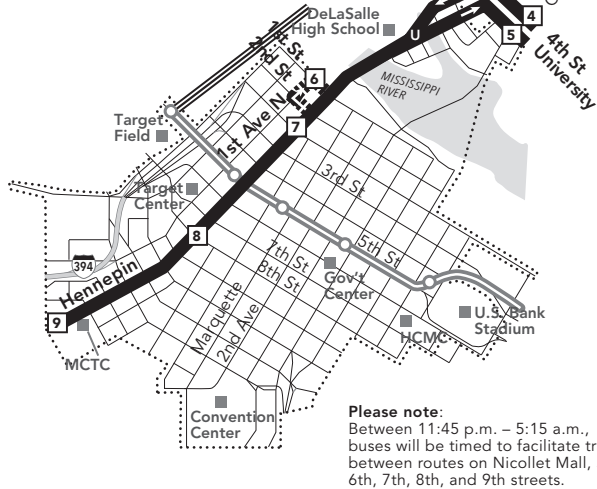 DeLaSalle
High School
U
4
5
4th St
University
1st St
2rd St
6
MISSISSIPPI
RIVER
1st Ave N
7
Target
Field
3rd St
Target
Center
8
5th St
7th St
8th St
Gov't
Center
394
Hennepin
Marquette
2nd Ave
U.S. Bank
Stadium
HCMC
9
MCTC
Convention
Center
Please note:
Between 11:45 p.m. – 5:15 a.m.,
buses will be timed to facilitate tr
between routes on Nicollet Mall,
6th, 7th, 8th, and 9th streets.